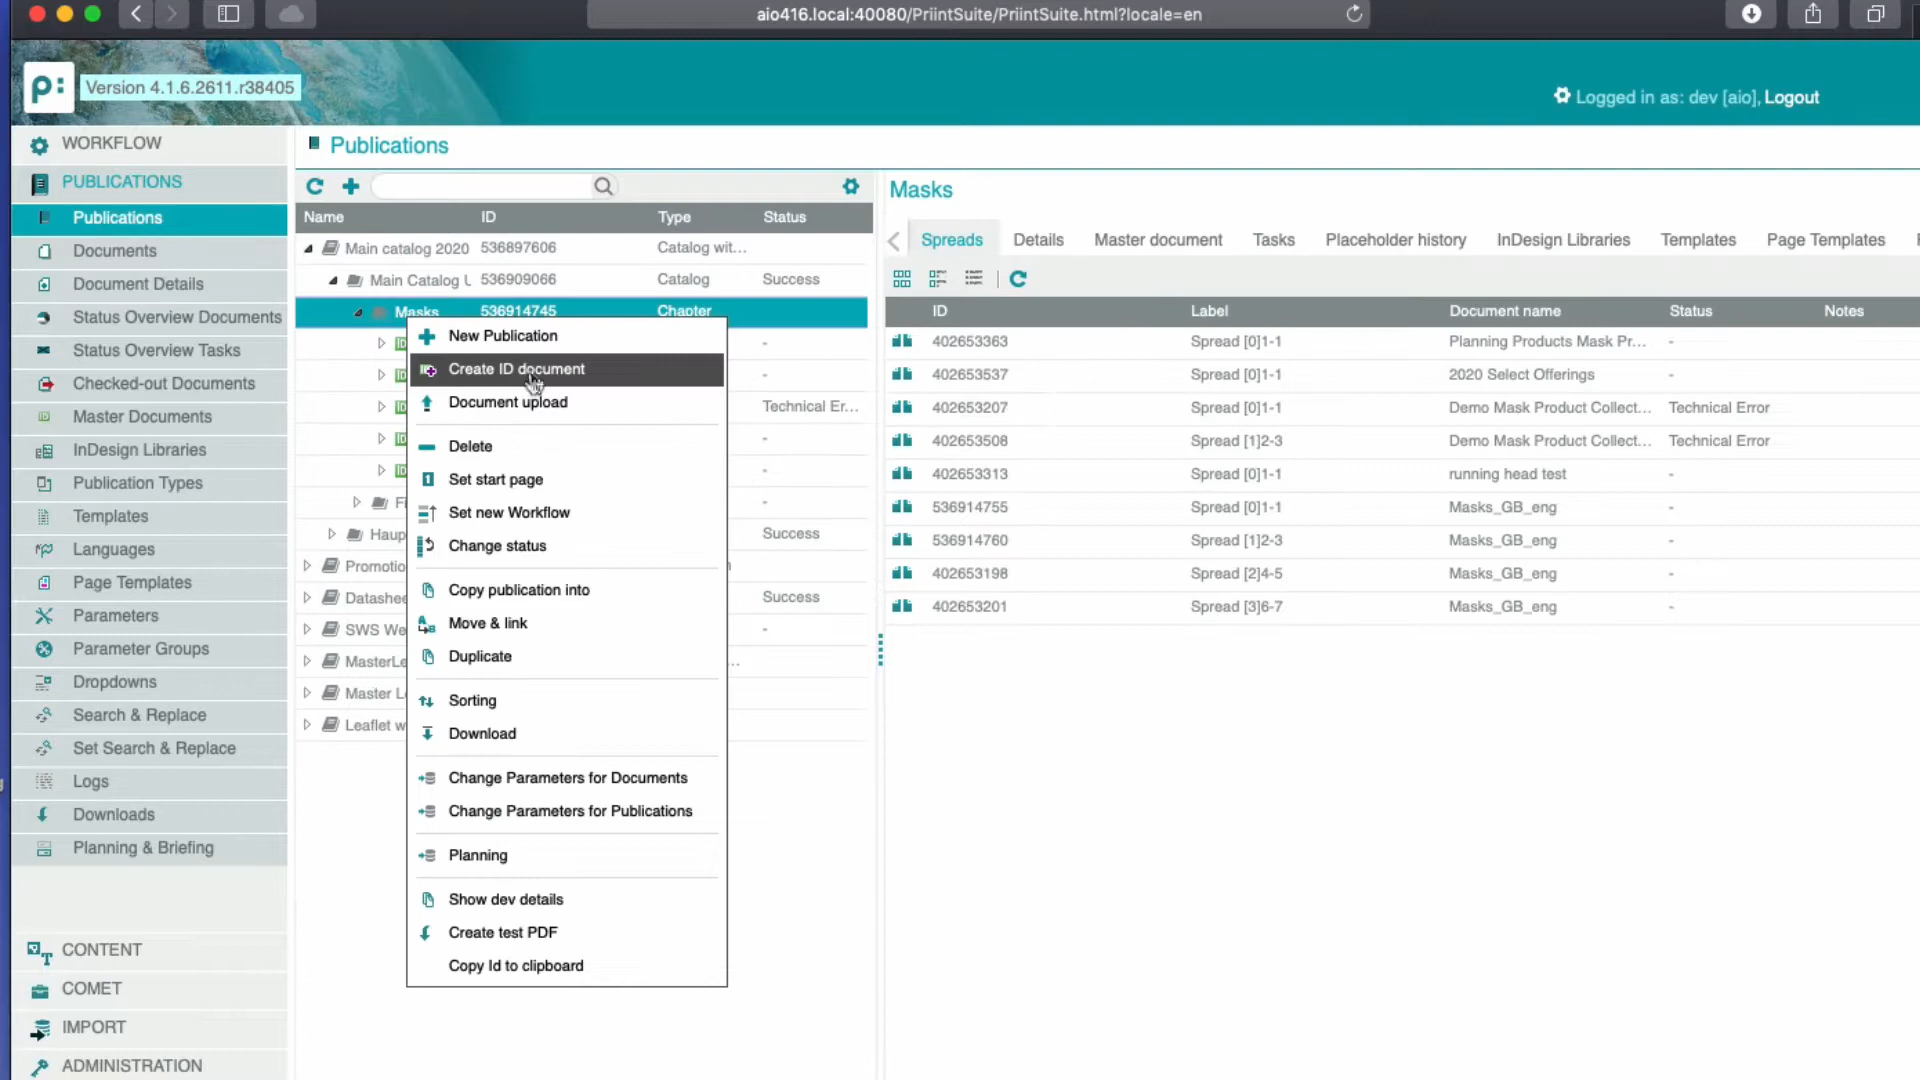 aio416.local:40080/PriintSuite/PriintSuite.html?locale=en
p:
Version 4.1.6.2611.r38405
Logged in as: dev [aio], Logout
WORKFLOW
PUBLICATIONS
Publications
Documents
Document Details
Status Overview Documents
Status Overview Tasks
Checked-out Documents
Master Documents
InDesign Libraries
Publication Types
Templates
Languages
Page Templates
Parameters
Parameter Groups
Dropdowns
Search & Replace
Set Search & Replace
Logs
Downloads
Planning & Briefing
CONTENT
COMET
IMPORT
ADMINISTRATION
Publications
Name ID Type Status
Main catalog 2020 536897606 Catalog wit...
Main Catalog 536909066 Catalog Success
Masks 536914745 Chapter
-
-
Technical Er...
-
-
-
Haup Success
Promotio
Datashee Success
SWS We -
MasterLe ...
Master L
Leaflet w
New Publication
Create ID document
Document upload
Delete
Set start page
Set new Workflow
Change status
Copy publication into
Move & link
Duplicate
Sorting
Download
Change Parameters for Documents
Change Parameters for Publications
Planning
Show dev details
Create test PDF
Copy Id to clipboard
Masks
Spreads Details Master document Tasks Placeholder history InDesign Libraries Templates Page Templates
ID Label Document name Status Notes
402653363 Spread [0]1-1 Planning Products Mask Pr... -
402653537 Spread [0]1-1 2020 Select Offerings -
402653207 Spread [0]1-1 Demo Mask Product Collect... Technical Error
402653508 Spread [1]2-3 Demo Mask Product Collect... Technical Error
402653313 Spread [0]1-1 running head test -
536914755 Spread [0]1-1 Masks_GB_eng -
536914760 Spread [1]2-3 Masks_GB_eng -
402653198 Spread [2]4-5 Masks_GB_eng -
402653201 Spread [3]6-7 Masks_GB_eng -